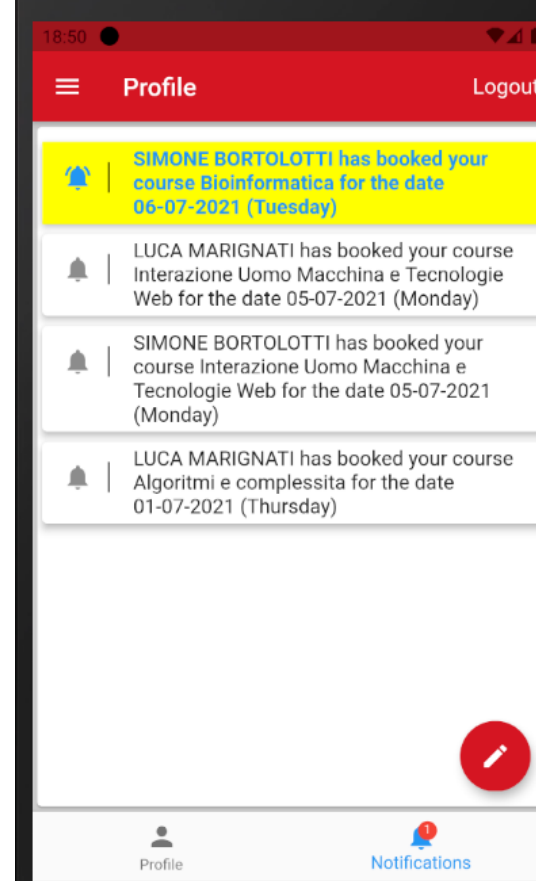 18:50
Profile
Logout
SIMONE BORTOLOTTI has booked your
course Bioinformatica for the date
06-07-2021 (Tuesday)
LUCA MARIGNATI has booked your course
Interazione Uomo Macchina e Tecnologie
Web for the date 05-07-2021 (Monday)
SIMONE BORTOLOTTI has booked your
course Interazione Uomo Macchina e
Tecnologie Web for the date 05-07-2021
(Monday)
LUCA MARIGNATI has booked your course
Algoritmi e complessita for the date
01-07-2021 (Thursday)
1
Profile
Notifications